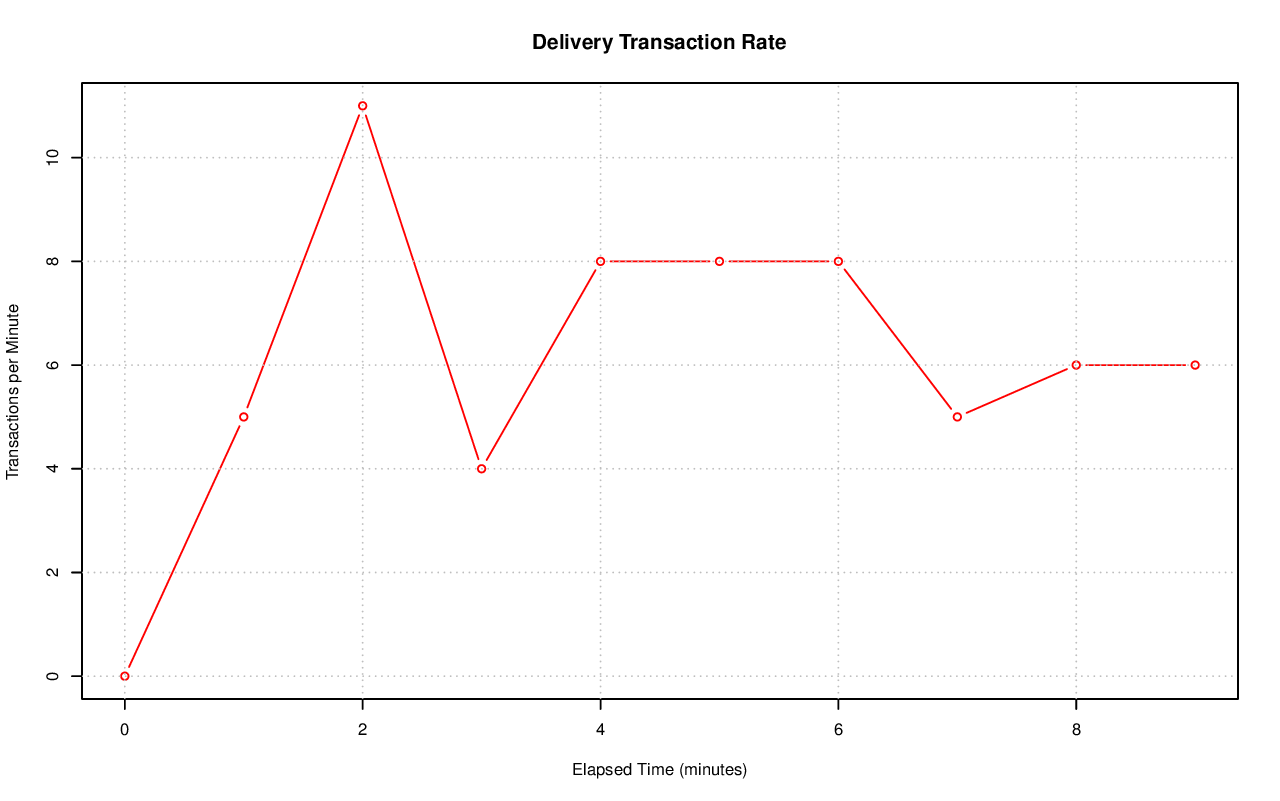 Delivery Transaction Rate
Transactions per Minute
10
8
6
4
2
0
0 2 4 6 8
Elapsed Time (minutes)